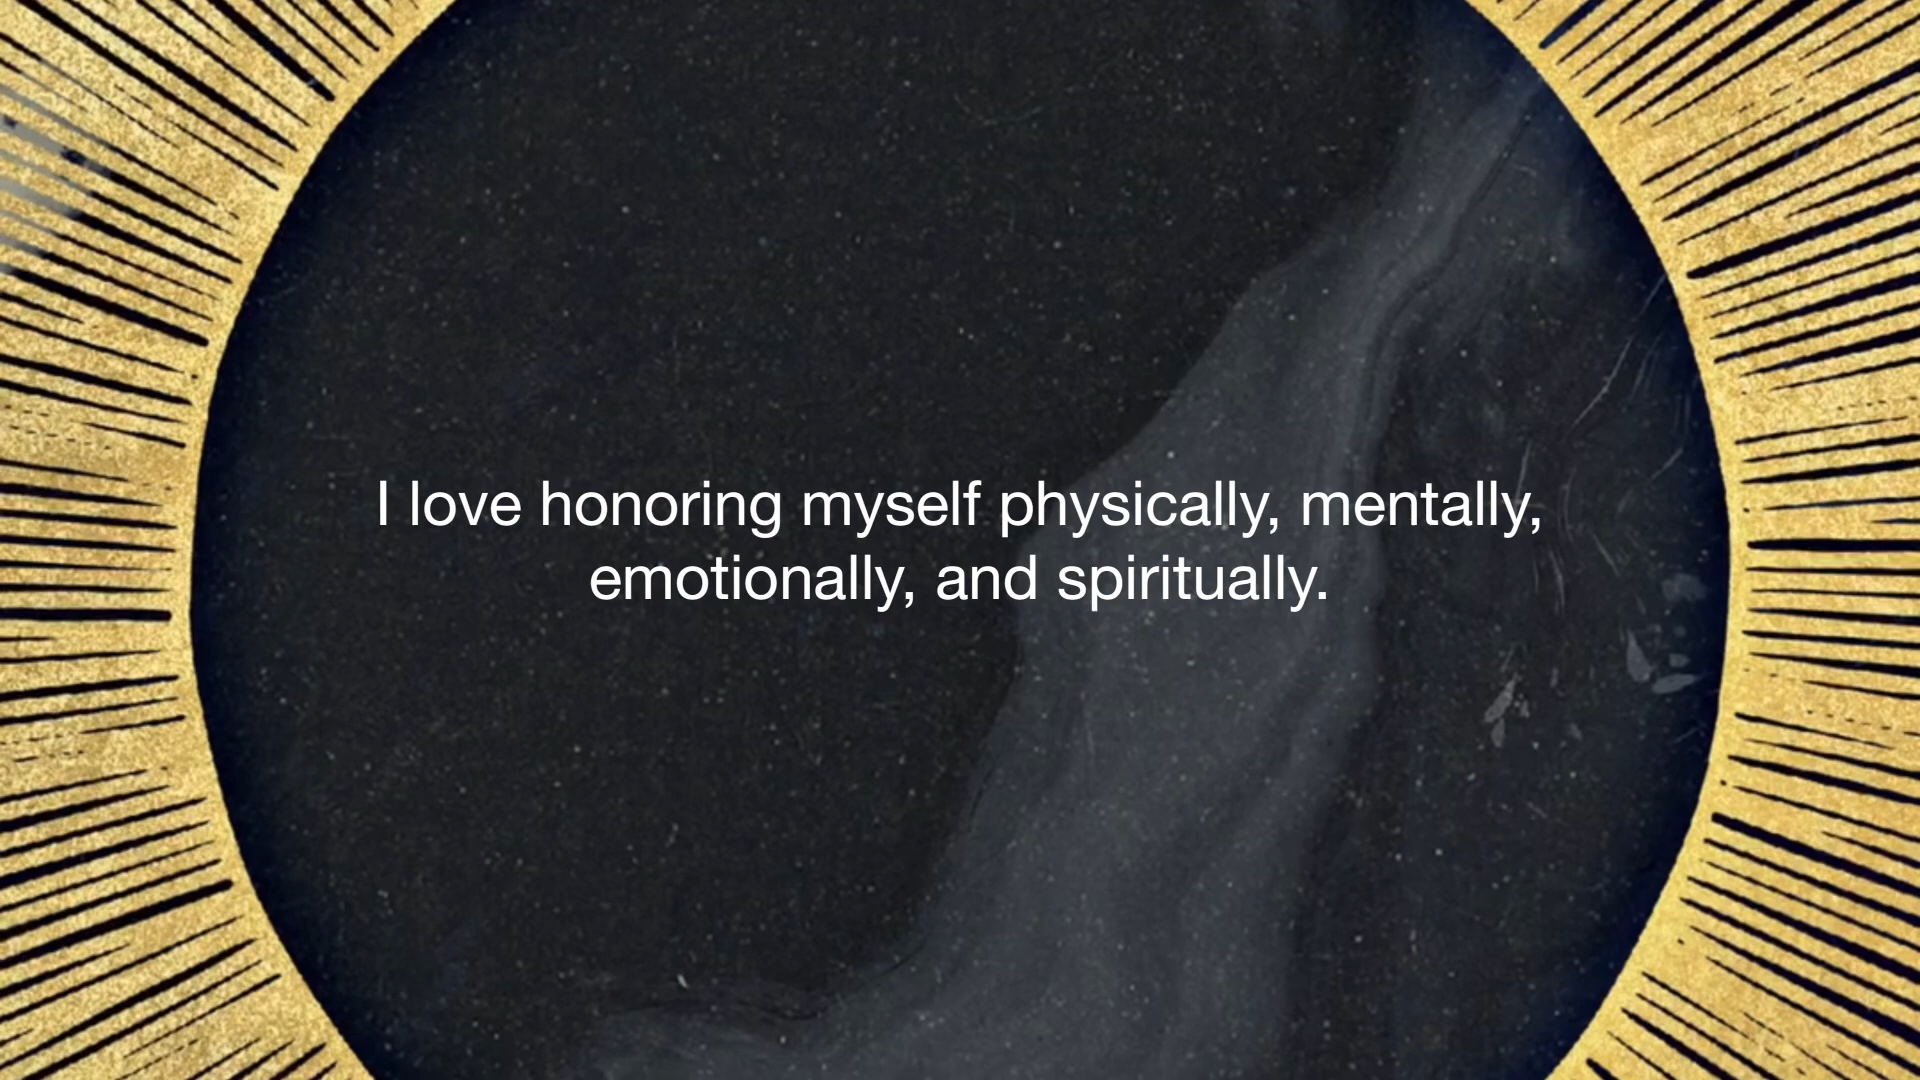 I love honoring myself physically, mentally,
emotionally, and spiritually.